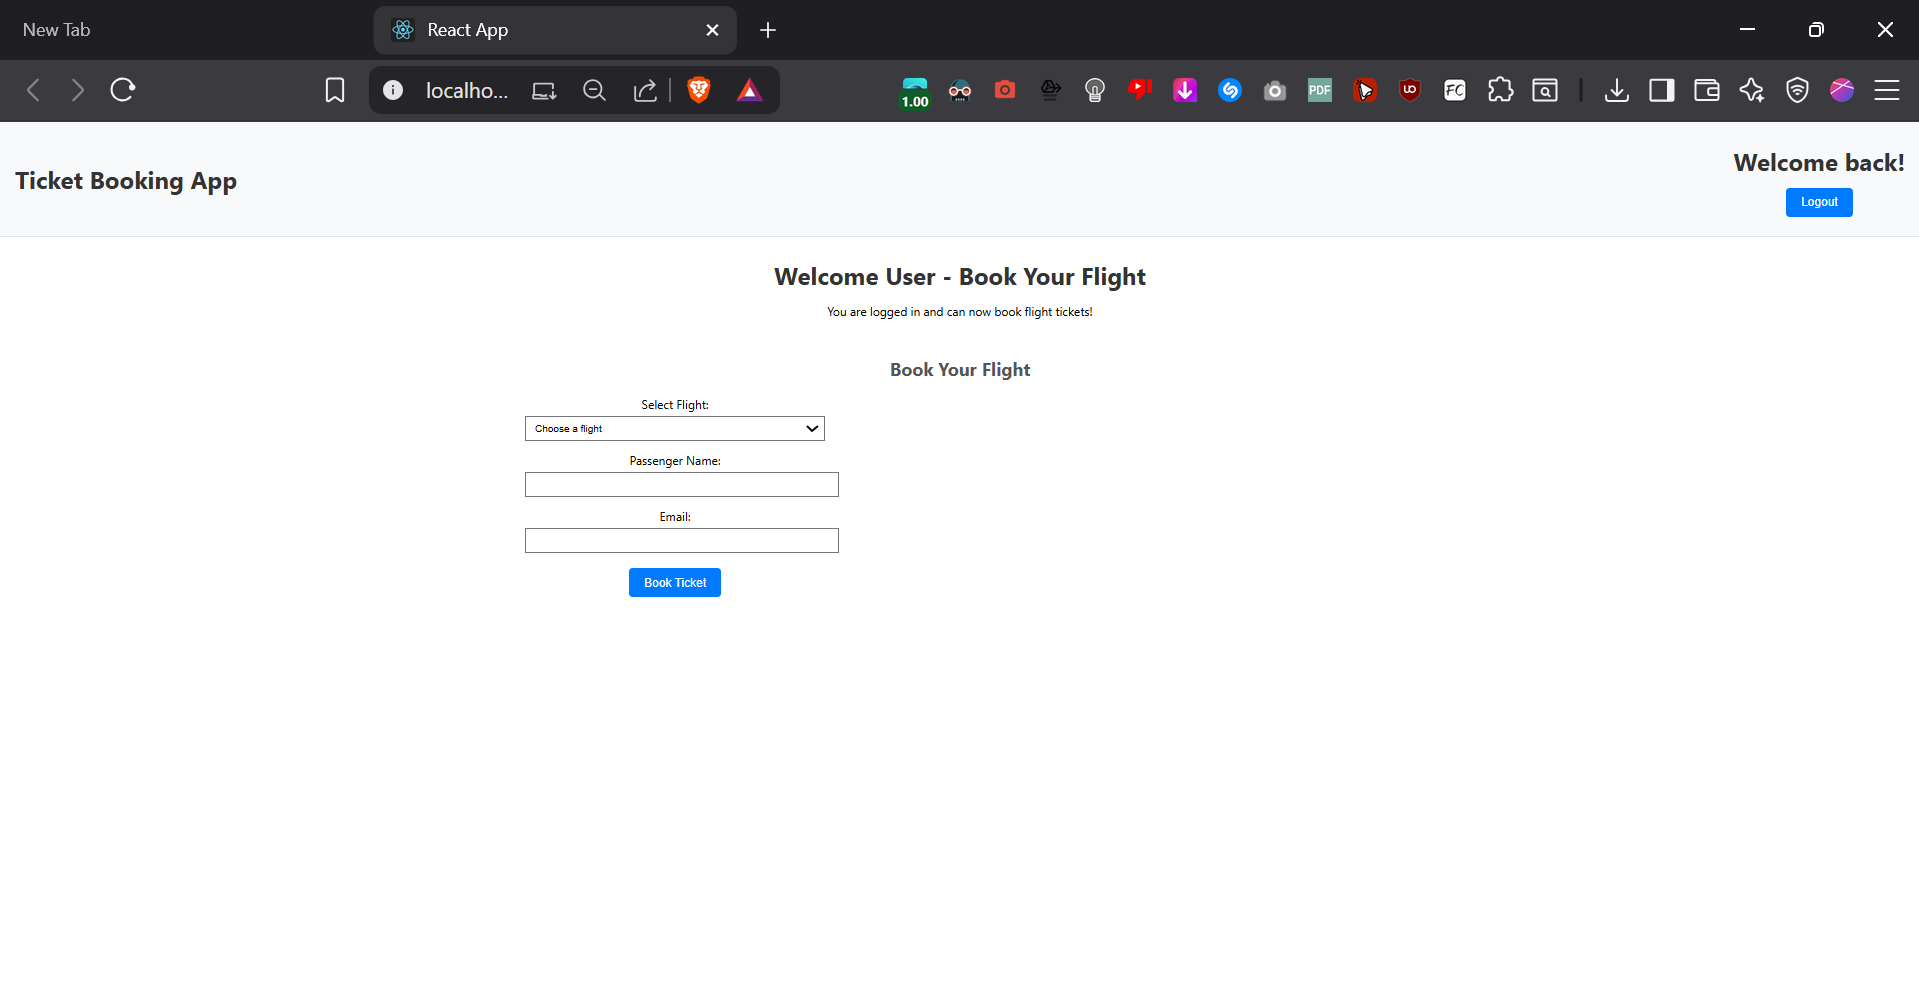 New Tab
React App
localho...
1.00
PDF
UO
FC
Ticket Booking App
Welcome back!
Logout
Welcome User - Book Your Flight
You are logged in and can now book flight tickets!
Book Your Flight
Select Flight:
Choose a flight
Passenger Name:
Email:
Book Ticket